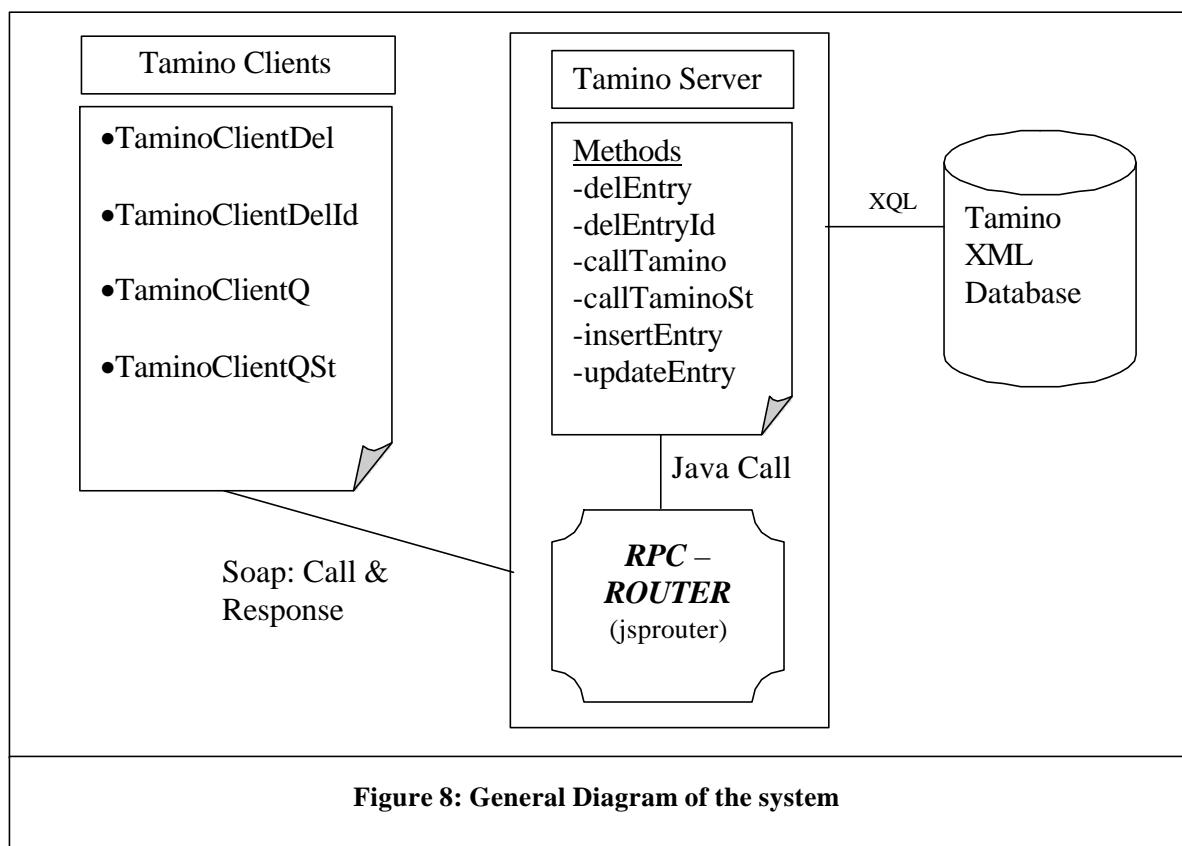 Tamino Clients
•TaminoClientDel
•TaminoClientDelId
•TaminoClientQ
•TaminoClientQSt
Soap: Call &
Response
Tamino Server
Methods
-delEntry
-delEntryId
-callTamino
-callTaminoSt
-insertEntry
-updateEntry
Java Call
RPC –
ROUTER
(jsprouter)
XQL
Tamino
XML
Database
Figure 8: General Diagram of the system